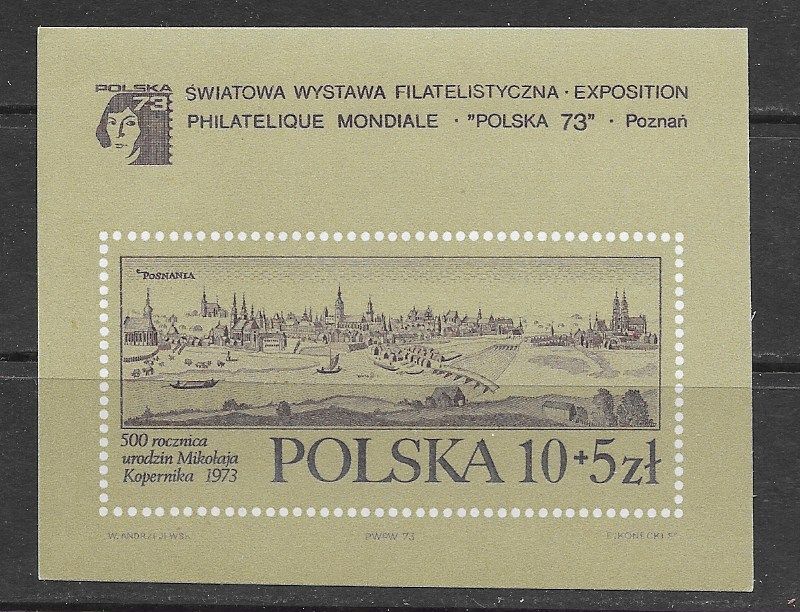 POLSKA
73
ŚWIATOWA WYSTAWA FILATELISTYCZNA · EXPOSITION
PHILATELIQUE MONDIALE · "POLSKA 73" · Poznań
POSNANIA
500 rocznica
urodzin Mikołaja
Kopernika 1973
POLSKA 10+5zł
W. ANDRZEJEWSKI
PWPW 73